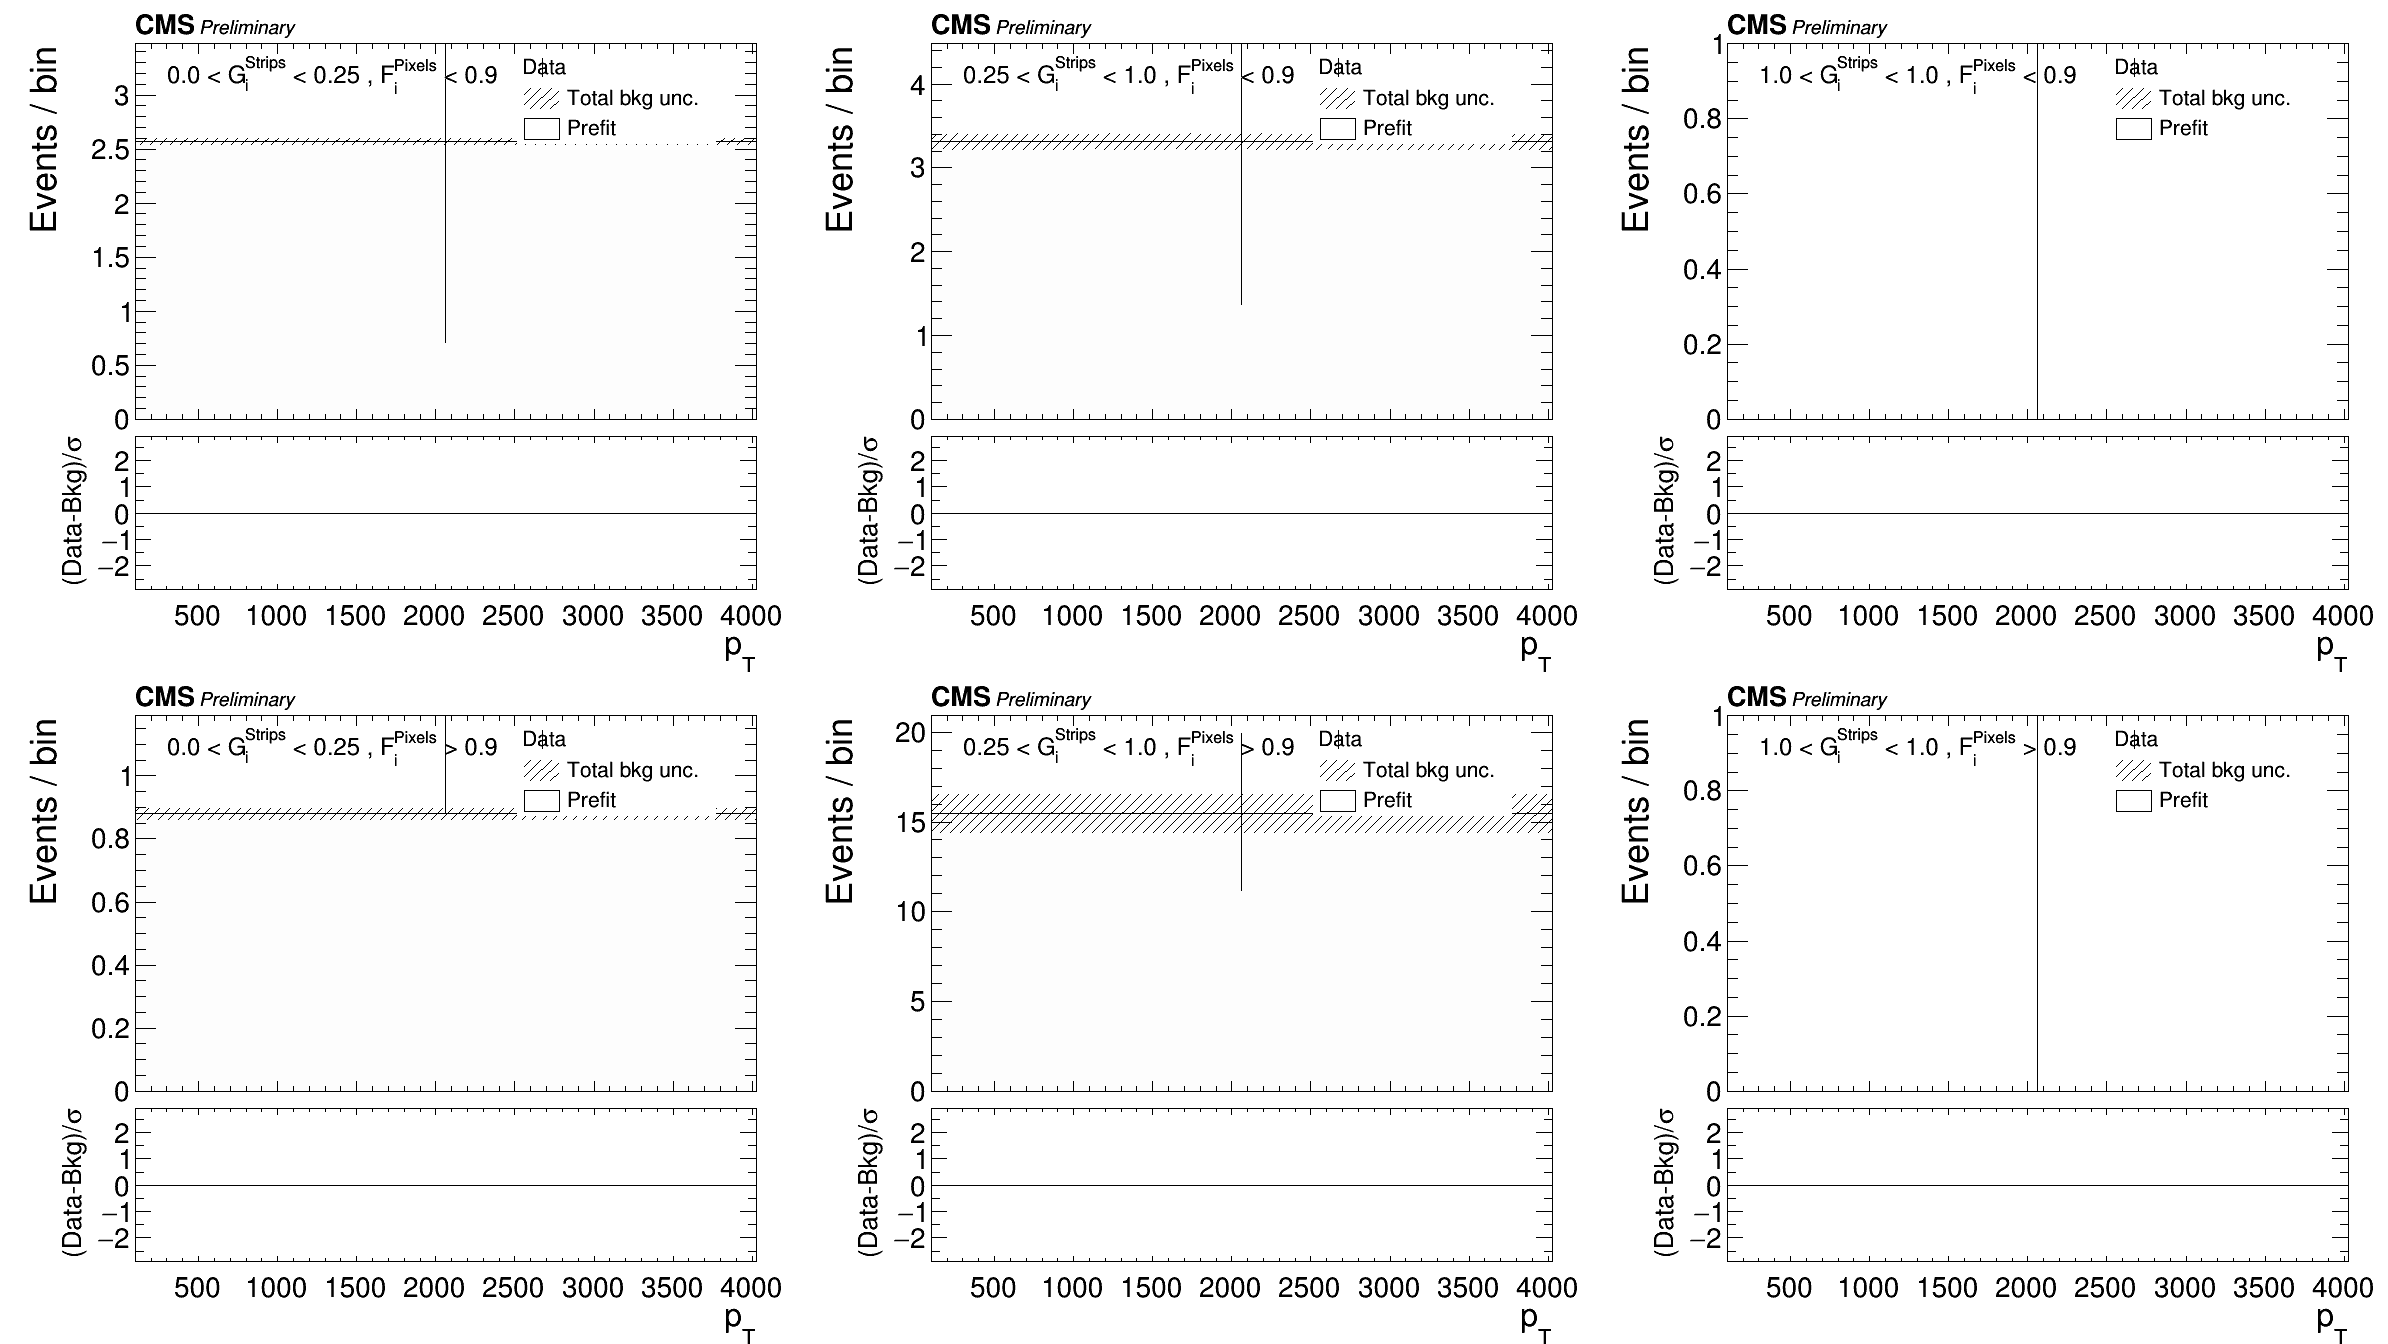 CMS Preliminary
Events / bin
0.0 < G_i^Strips < 0.25 , F_i^Pixels < 0.9
Data
Total bkg unc.
Prefit
3
2.5
2
1.5
1
0.5
0
(Data-Bkg)/σ
2
1
0
−1
−2
500 1000 1500 2000 2500 3000 3500 4000
p_T
CMS Preliminary
Events / bin
0.25 < G_i^Strips < 1.0 , F_i^Pixels < 0.9
Data
Total bkg unc.
Prefit
4
3
2
1
0
(Data-Bkg)/σ
2
1
0
−1
−2
500 1000 1500 2000 2500 3000 3500 4000
p_T
CMS Preliminary
Events / bin
1.0 < G_i^Strips < 1.0 , F_i^Pixels < 0.9
Data
Total bkg unc.
Prefit
1
0.8
0.6
0.4
0.2
0
(Data-Bkg)/σ
2
1
0
−1
−2
500 1000 1500 2000 2500 3000 3500 4000
p_T
CMS Preliminary
Events / bin
0.0 < G_i^Strips < 0.25 , F_i^Pixels > 0.9
Data
Total bkg unc.
Prefit
1
0.8
0.6
0.4
0.2
0
(Data-Bkg)/σ
2
1
0
−1
−2
500 1000 1500 2000 2500 3000 3500 4000
p_T
CMS Preliminary
Events / bin
0.25 < G_i^Strips < 1.0 , F_i^Pixels > 0.9
Data
Total bkg unc.
Prefit
20
15
10
5
0
(Data-Bkg)/σ
2
1
0
−1
−2
500 1000 1500 2000 2500 3000 3500 4000
p_T
CMS Preliminary
Events / bin
1.0 < G_i^Strips < 1.0 , F_i^Pixels > 0.9
Data
Total bkg unc.
Prefit
1
0.8
0.6
0.4
0.2
0
(Data-Bkg)/σ
2
1
0
−1
−2
500 1000 1500 2000 2500 3000 3500 4000
p_T